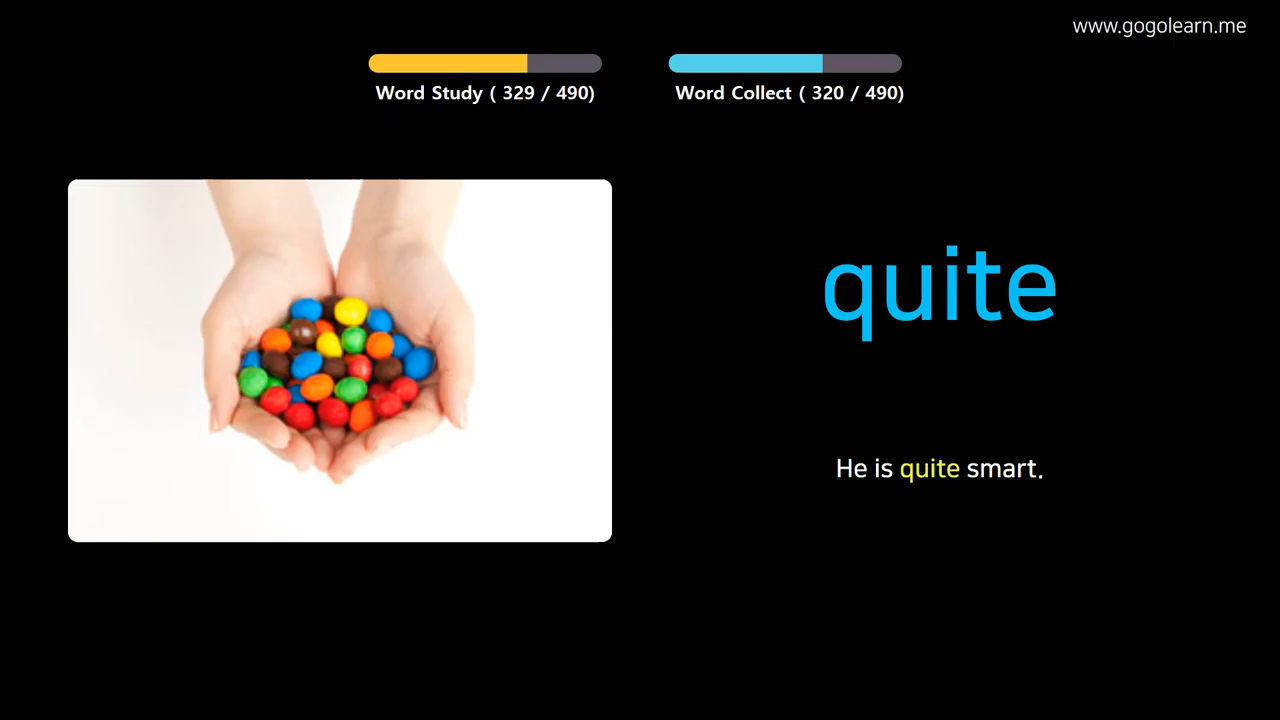 www.gogolearn.me
Word Study ( 329 / 490)
Word Collect ( 320 / 490)
quite
He is quite smart.